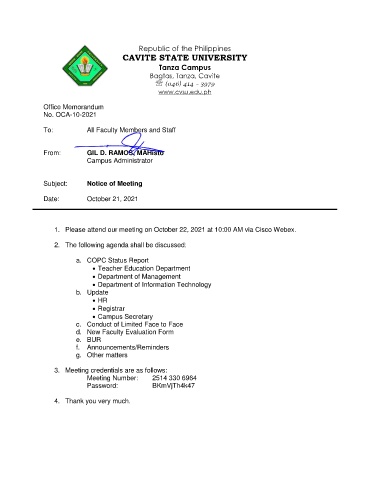 Republic of the Philippines
CAVITE STATE UNIVERSITY
Tanza Campus
Bagtas, Tanza, Cavite
☏ (046) 414 - 3979
www.cvsu.edu.ph
Office Memorandum
No. OCA-10-2021
To: All Faculty Members and Staff
From: GIL D. RAMOS, MAHisto
Campus Administrator
Subject: Notice of Meeting
Date: October 21, 2021
1. Please attend our meeting on October 22, 2021 at 10:00 AM via Cisco Webex.
2. The following agenda shall be discussed:
a. COPC Status Report
• Teacher Education Department
• Department of Management
• Department of Information Technology
b. Update
• HR
• Registrar
• Campus Secretary
c. Conduct of Limited Face to Face
d. New Faculty Evaluation Form
e. BUR
f. Announcements/Reminders
g. Other matters
3. Meeting credentials are as follows:
Meeting Number: 2514 330 6964
Password: BKmVjTh4k47
4. Thank you very much.